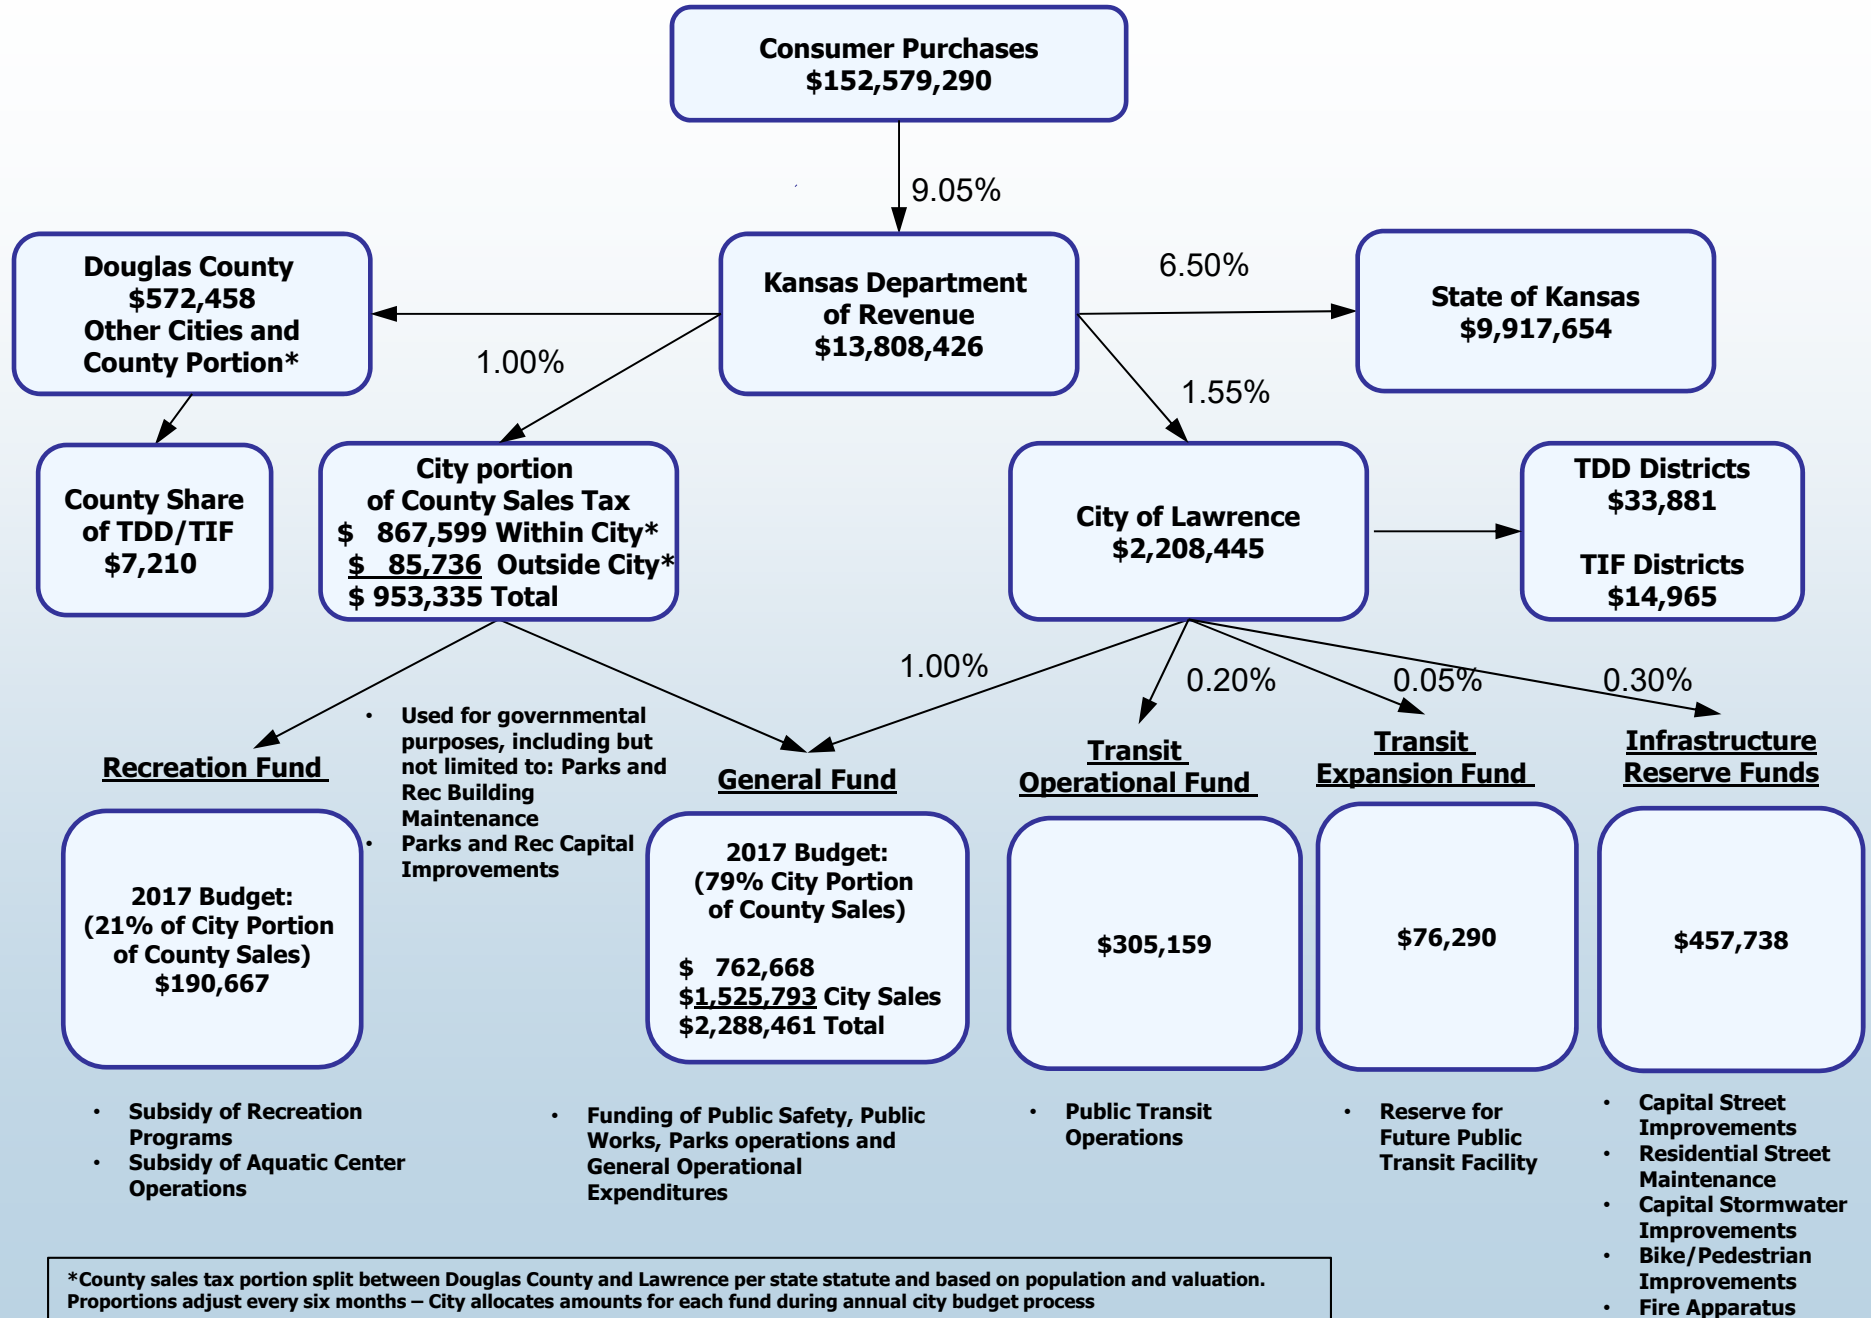 Consumer Purchases
$152,579,290
9.05%
Douglas County
$572,458
Other Cities and
County Portion*
Kansas Department
of Revenue
$13,808,426
6.50%
State of Kansas
$9,917,654
1.00%
1.55%
County Share
of TDD/TIF
$7,210
City portion
of County Sales Tax
$ 867,599 Within City*
$ 85,736 Outside City*
$ 953,335 Total
City of Lawrence
$2,208,445
TDD Districts
$33,881
TIF Districts
$14,965
1.00%
0.20%
0.05%
0.30%
Recreation Fund
• Used for governmental
purposes, including but
not limited to: Parks and
Rec Building
Maintenance
• Parks and Rec Capital
Improvements
General Fund
Transit
Operational Fund
Transit
Expansion Fund
Infrastructure
Reserve Funds
2017 Budget:
(21% of City Portion
of County Sales)
$190,667
2017 Budget:
(79% City Portion
of County Sales)
$ 762,668
$1,525,793 City Sales
$2,288,461 Total
$305,159
$76,290
$457,738
• Subsidy of Recreation
Programs
• Subsidy of Aquatic Center
Operations
• Funding of Public Safety, Public
Works, Parks operations and
General Operational
Expenditures
• Public Transit
Operations
• Reserve for
Future Public
Transit Facility
• Capital Street
Improvements
• Residential Street
Maintenance
• Capital Stormwater
Improvements
• Bike/Pedestrian
Improvements
• Fire Apparatus
*County sales tax portion split between Douglas County and Lawrence per state statute and based on population and valuation.
Proportions adjust every six months – City allocates amounts for each fund during annual city budget process